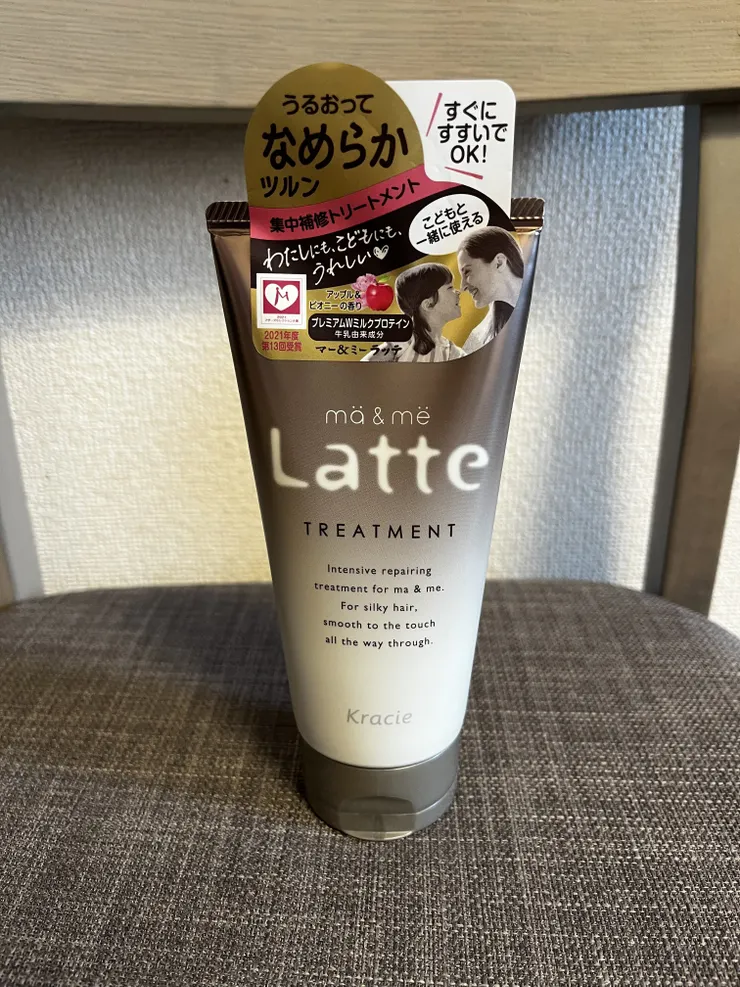 うるおって
なめらか
ツルン
すぐに
すすいで
OK!
集中補修トリートメント
わたしにも、こどもにも、
うれしい♡
こどもと
一緒に使える
アップル&
ピオニーの香り
プレミアムWミルクプロテイン
牛乳由来成分
マー&ミー ラッテ
2021年度
第13回受賞
mä & më
Latte
TREATMENT
Intensive repairing
treatment for ma & me.
For silky hair,
smooth to the touch
all the way through.
Kracie